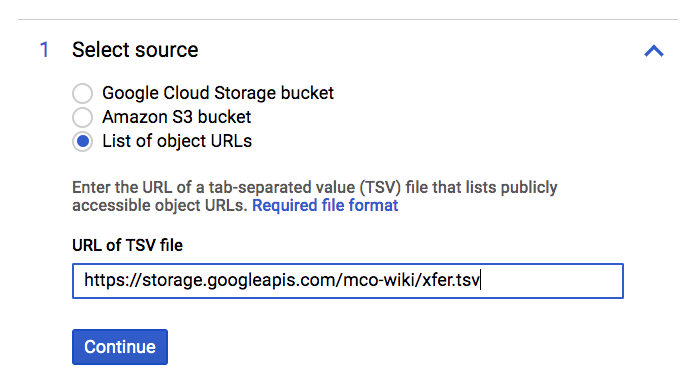 1 Select source
Google Cloud Storage bucket
Amazon S3 bucket
List of object URLs
Enter the URL of a tab-separated value (TSV) file that lists publicly
accessible object URLs. Required file format
URL of TSV file
https://storage.googleapis.com/mco-wiki/xfer.tsv
Continue